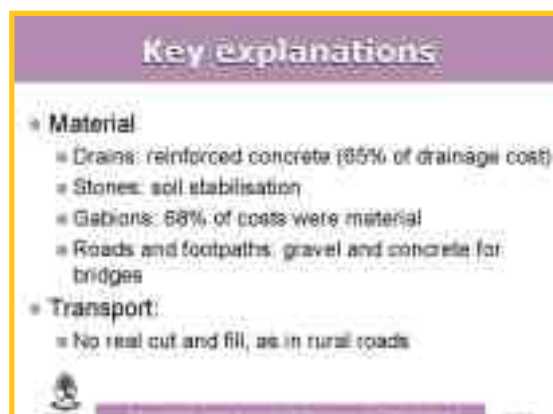 Key explanations
Material
Drains: reinforced concrete (65% of drainage cost)
Stones: soil stabilisation
Gabions: 68% of costs were material
Roads and footpaths: gravel and concrete for
bridges
Transport:
No real cut and fill, as in rural roads